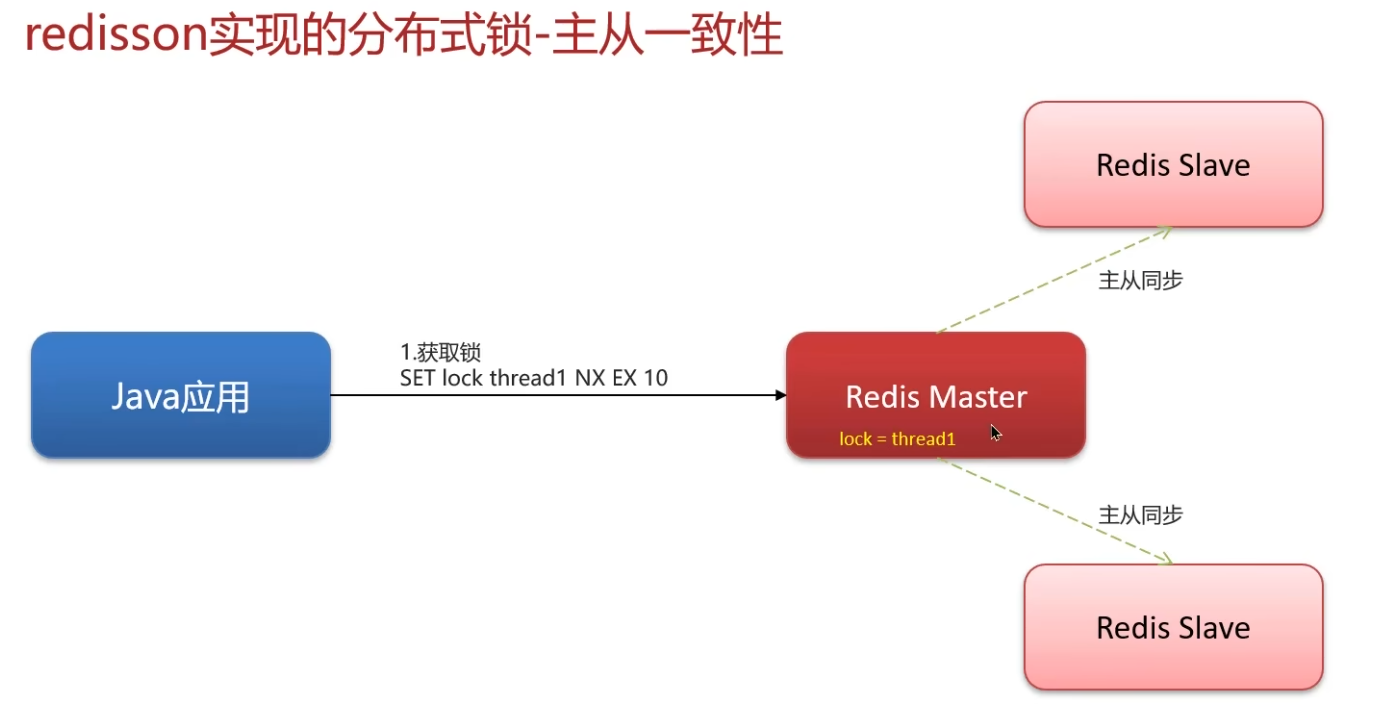 redisson实现的分布式锁-主从一致性
Redis Slave
主从同步
1.获取锁
SET lock thread1 NX EX 10
Java应用
Redis Master
lock = thread1
主从同步
Redis Slave